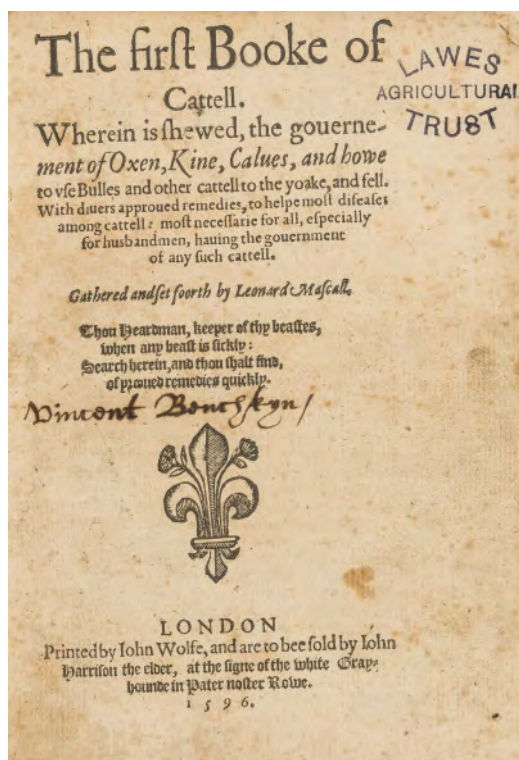 The firſt Booke of
Cattell.
Wherein is ſhewed, the gouerne-
ment of Oxen, Kine, Calues, and howe
to vſe Bulles and other cattell to the yoake, and fell.
With diuers approued remedies, to helpe moſt diſeaſes
among cattell: moſt neceſſarie for all, eſpecially
for husbandmen, hauing the gouernment
of any ſuch cattell.
Gathered and ſet foorth by Leonard Maſcall.
Thou Heardman, keeper of thy beaſtes,
when any beaſt is ſickly:
Search herein, and thou ſhalt find,
of prooued remedies quickly.
Vincent Bonchkyn/
LONDON
Printed by Iohn Wolfe, and are to bee ſold by Iohn
Harriſon the elder, at the ſigne of the white Gray-
hounde in Pater noſter Rowe.
1596.
LAWES
AGRICULTURAL
TRUST